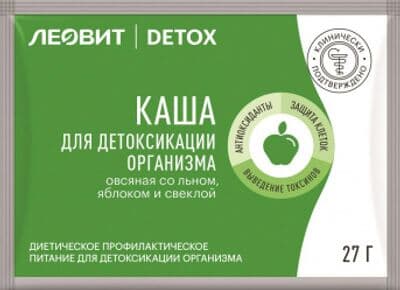 ЛЕОВИТ | DETOX
КЛИНИЧЕСКИ ПОДТВЕРЖДЕНО
КАША
ДЛЯ ДЕТОКСИКАЦИИ
ОРГАНИЗМА
овсяная со льном,
яблоком и свеклой
АНТИОКСИДАНТЫ
ЗАЩИТА КЛЕТОК
ВЫВЕДЕНИЕ ТОКСИНОВ
ДИЕТИЧЕСКОЕ ПРОФИЛАКТИЧЕСКОЕ
ПИТАНИЕ ДЛЯ ДЕТОКСИКАЦИИ ОРГАНИЗМА
27 Г